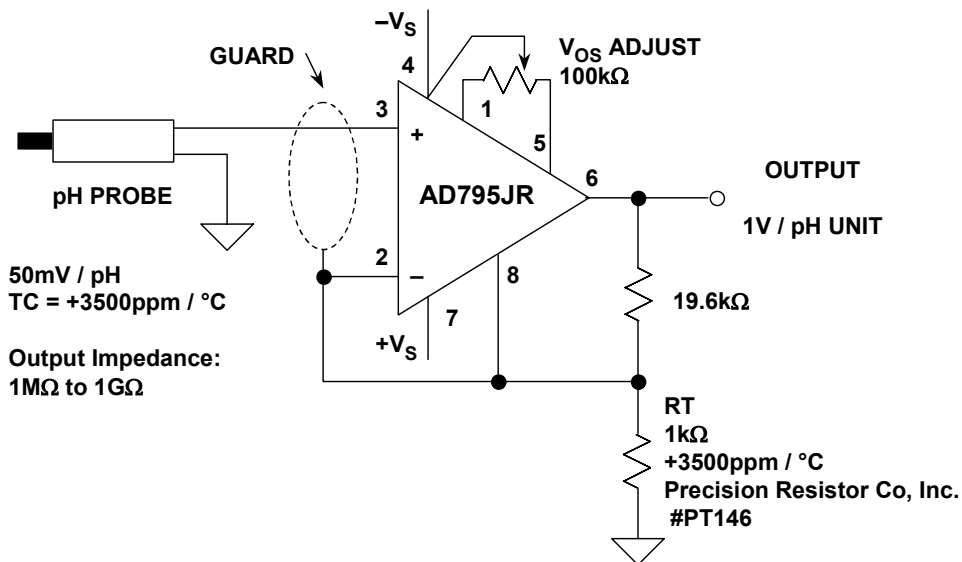 −VS
4
GUARD
VOS ADJUST
100kΩ
3
1
+
5
pH PROBE
AD795JR
6
OUTPUT
1V / pH UNIT
2
−
8
50mV / pH
TC = +3500ppm / °C
7
+VS
19.6kΩ
Output Impedance:
1MΩ to 1GΩ
RT
1kΩ
+3500ppm / °C
Precision Resistor Co, Inc.
#PT146